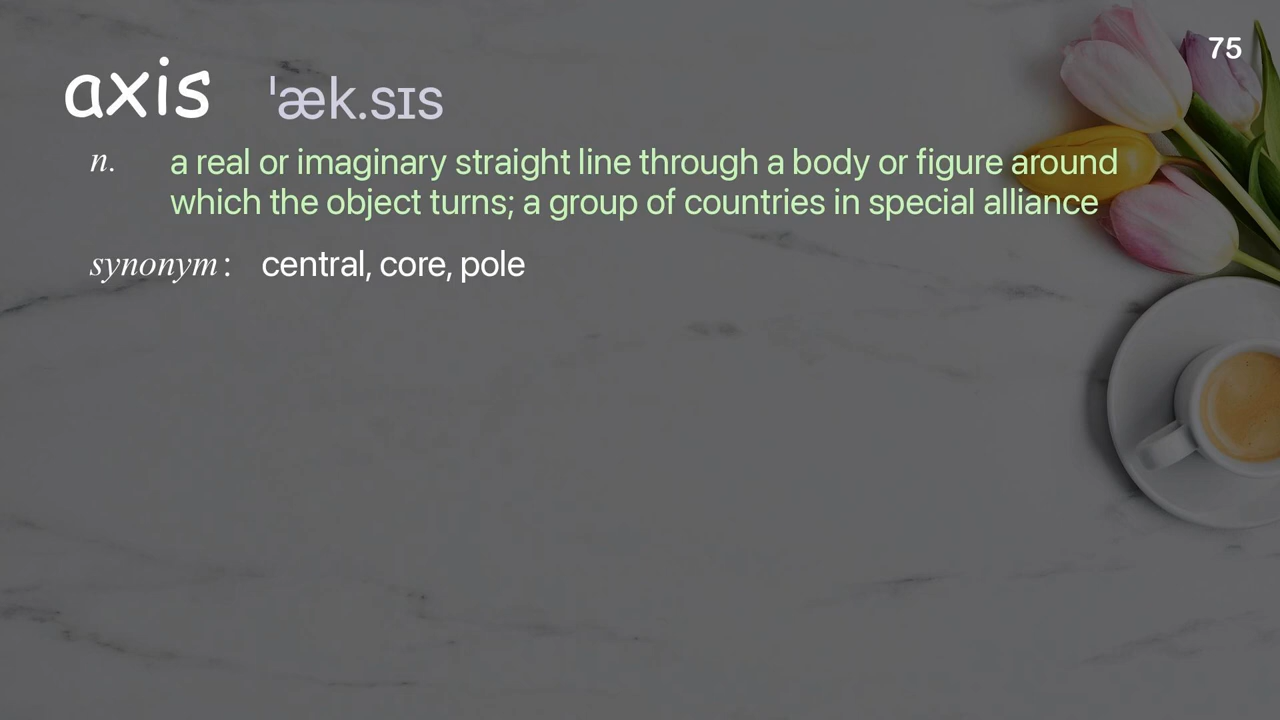 75
axis ˈæk.sɪs
n. a real or imaginary straight line through a body or figure around
which the object turns; a group of countries in special alliance
synonym : central, core, pole